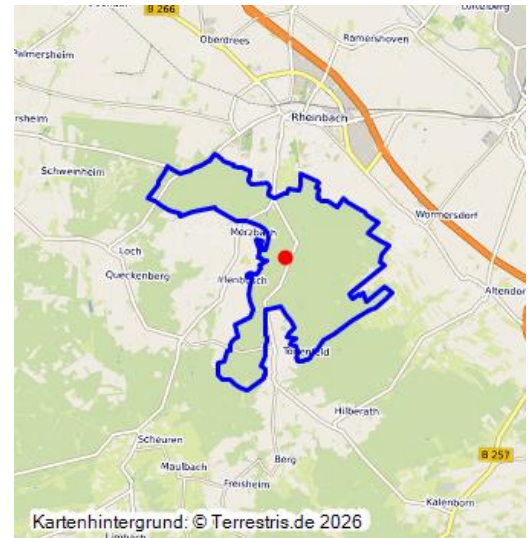 B 266
Oberdrees
Ramershoven
Palmersheim
Rheinbach
Schweinheim
Wormersdorf
Merzbach
Loch
Queckenberg
Irlenbusch
Altendorf
Todenfeld
Hilberath
Scheuren
B 257
Berg
Maulbach
Freisheim
Kalenborn
Kartenhintergrund: © Terrestris.de 2026